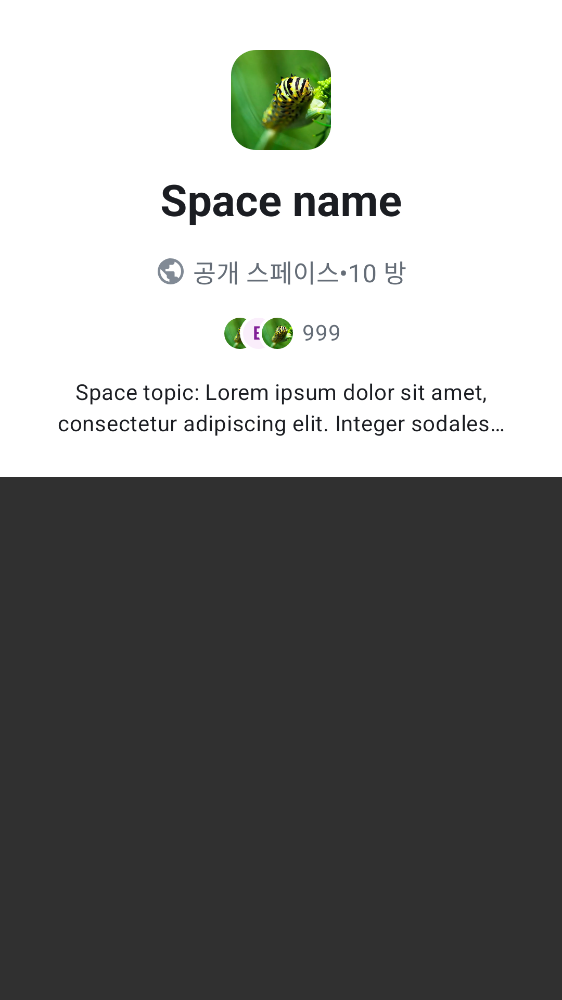 Space name
공개 스페이스•10 방
E 999
Space topic: Lorem ipsum dolor sit amet,
consectetur adipiscing elit. Integer sodales…